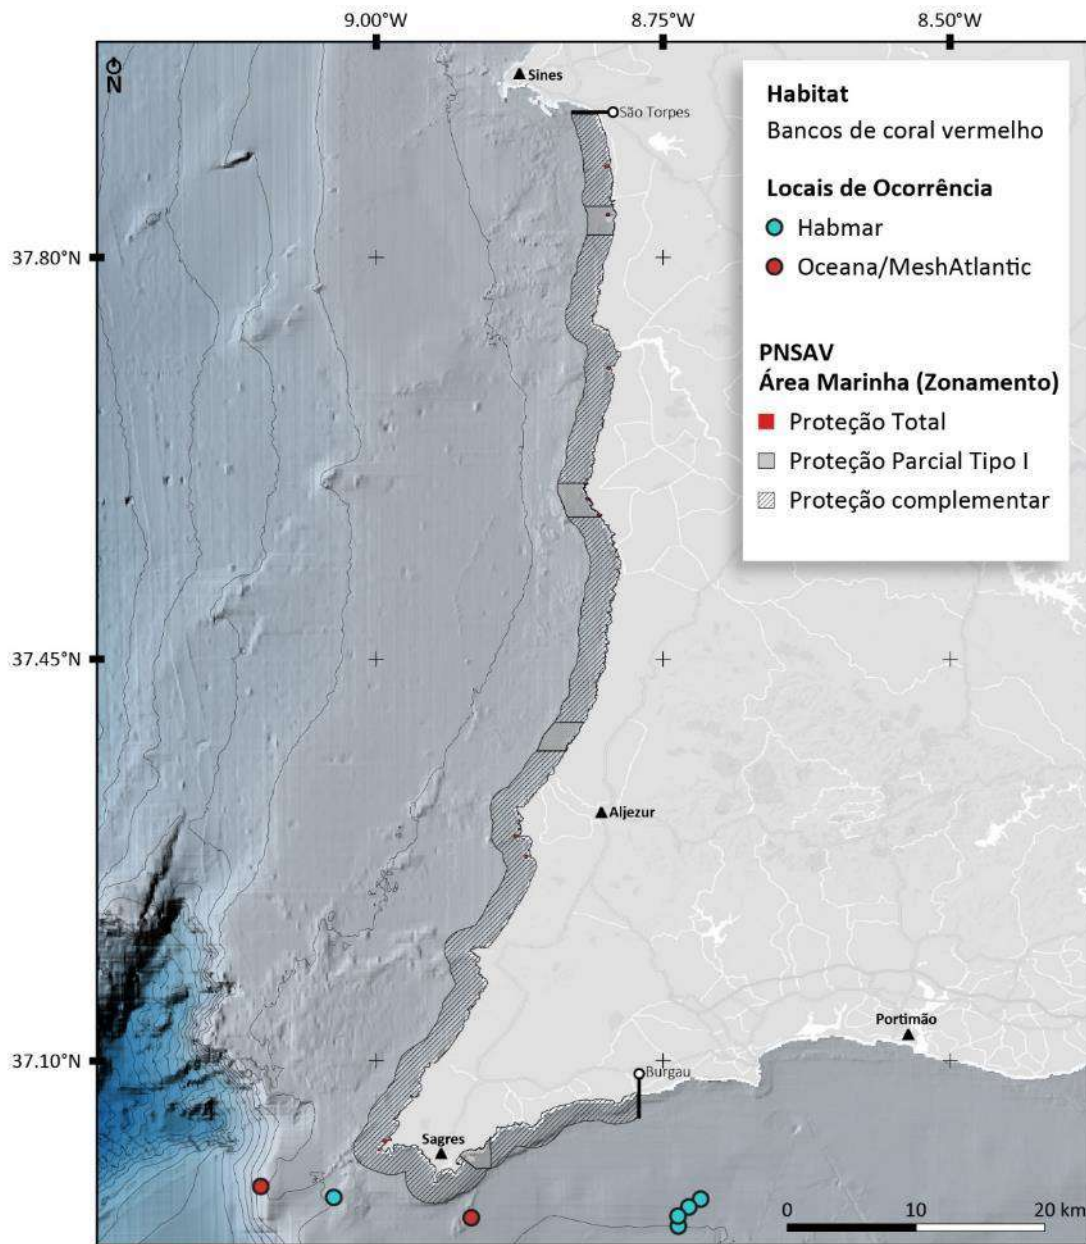 9.00°W
8.75°W
8.50°W
N
Sines
São Torpes
Habitat
Bancos de coral vermelho
Locais de Ocorrência
Habmar
Oceana/MeshAtlantic
PNSAV
Área Marinha (Zonamento)
Proteção Total
Proteção Parcial Tipo I
Proteção complementar
37.80°N
37.45°N
Aljezur
37.10°N
Portimão
Burgau
Sagres
0
10
20 km